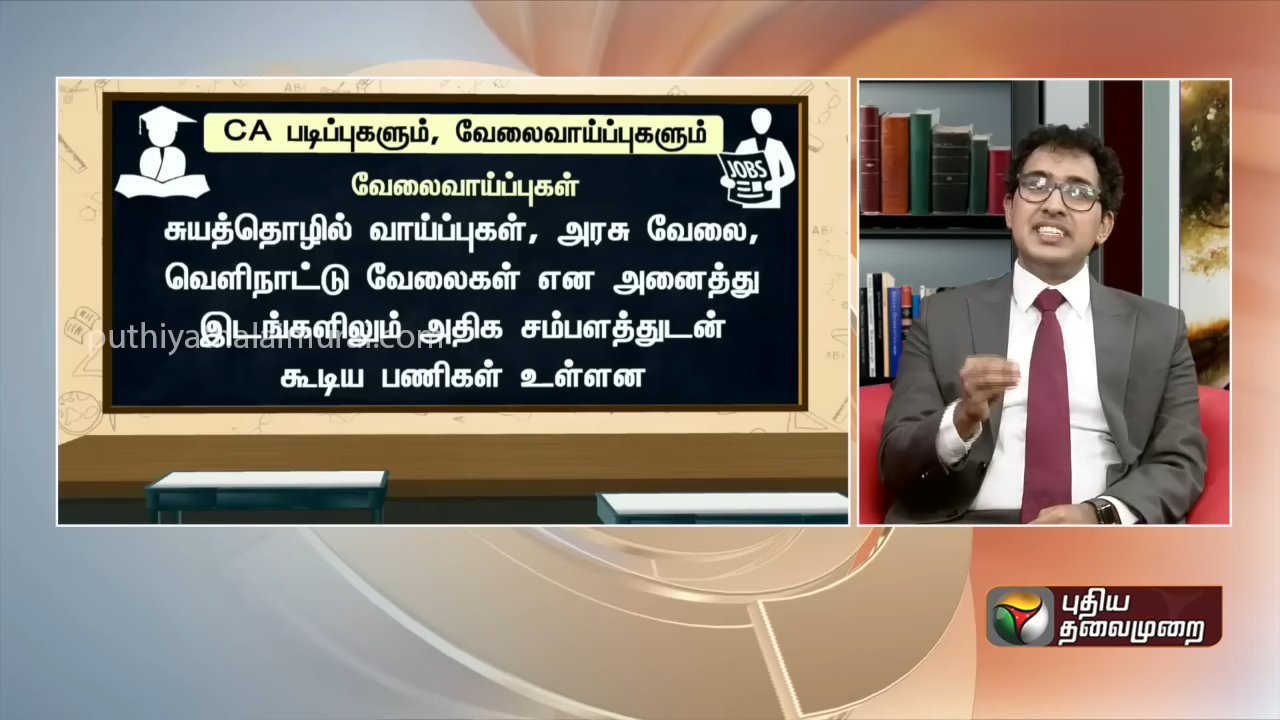 CA படிப்புகளும், வேலைவாய்ப்புகளும்
JOBS
வேலைவாய்ப்புகள்
சுயத்தொழில் வாய்ப்புகள், அரசு வேலை,
வெளிநாட்டு வேலைகள் என அனைத்து
இடங்களிலும் அதிக சம்பளத்துடன்
கூடிய பணிகள் உள்ளன
puthiyathalaimurai.com
புதிய
தலைமுறை